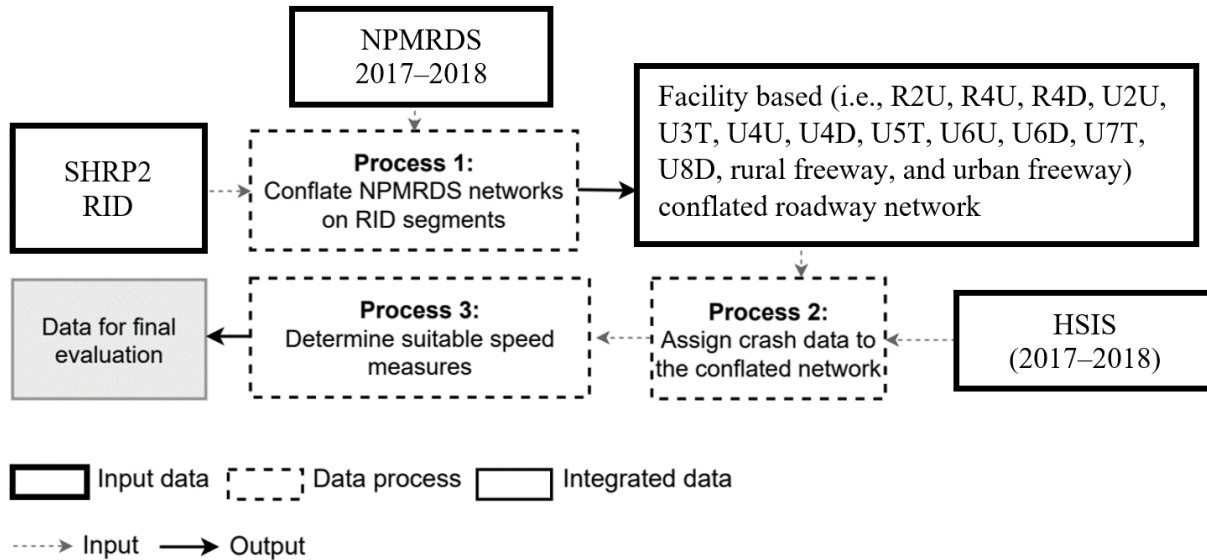 NPMRDS
2017–2018
SHRP2
RID
Process 1:
Conflate NPMRDS networks
on RID segments
Facility based (i.e., R2U, R4U, R4D, U2U,
U3T, U4U, U4D, U5T, U6U, U6D, U7T,
U8D, rural freeway, and urban freeway)
conflated roadway network
Data for final
evaluation
Process 3:
Determine suitable speed
measures
Process 2:
Assign crash data to
the conflated network
HSIS
(2017–2018)
Input data
Data process
Integrated data
Input
Output